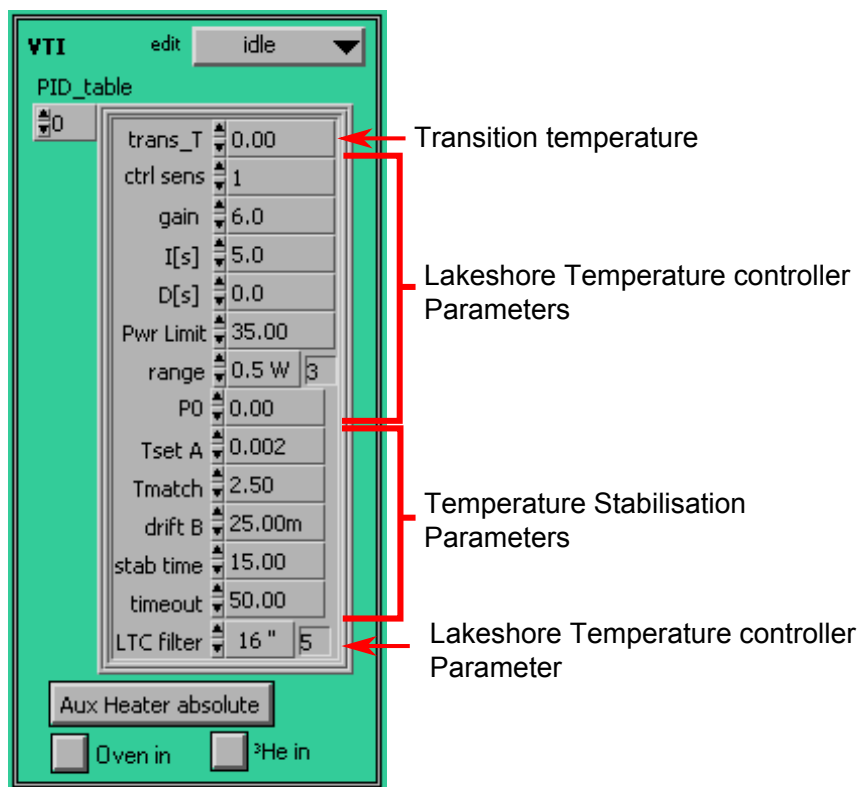 VTI edit idle
PID_table
0
trans_T 0.00 Transition temperature
ctrl sens 1
gain 6.0
I[s] 5.0
Lakeshore Temperature controller
Parameters
D[s] 0.0
Pwr Limit 35.00
range 0.5 W 3
P0 0.00
Tset A 0.002
Tmatch 2.50
Temperature Stabilisation
Parameters
drift B 25.00m
stab time 15.00
timeout 50.00
LTC filter 16 " 5
Lakeshore Temperature controller
Parameter
Aux Heater absolute
Oven in ³He in